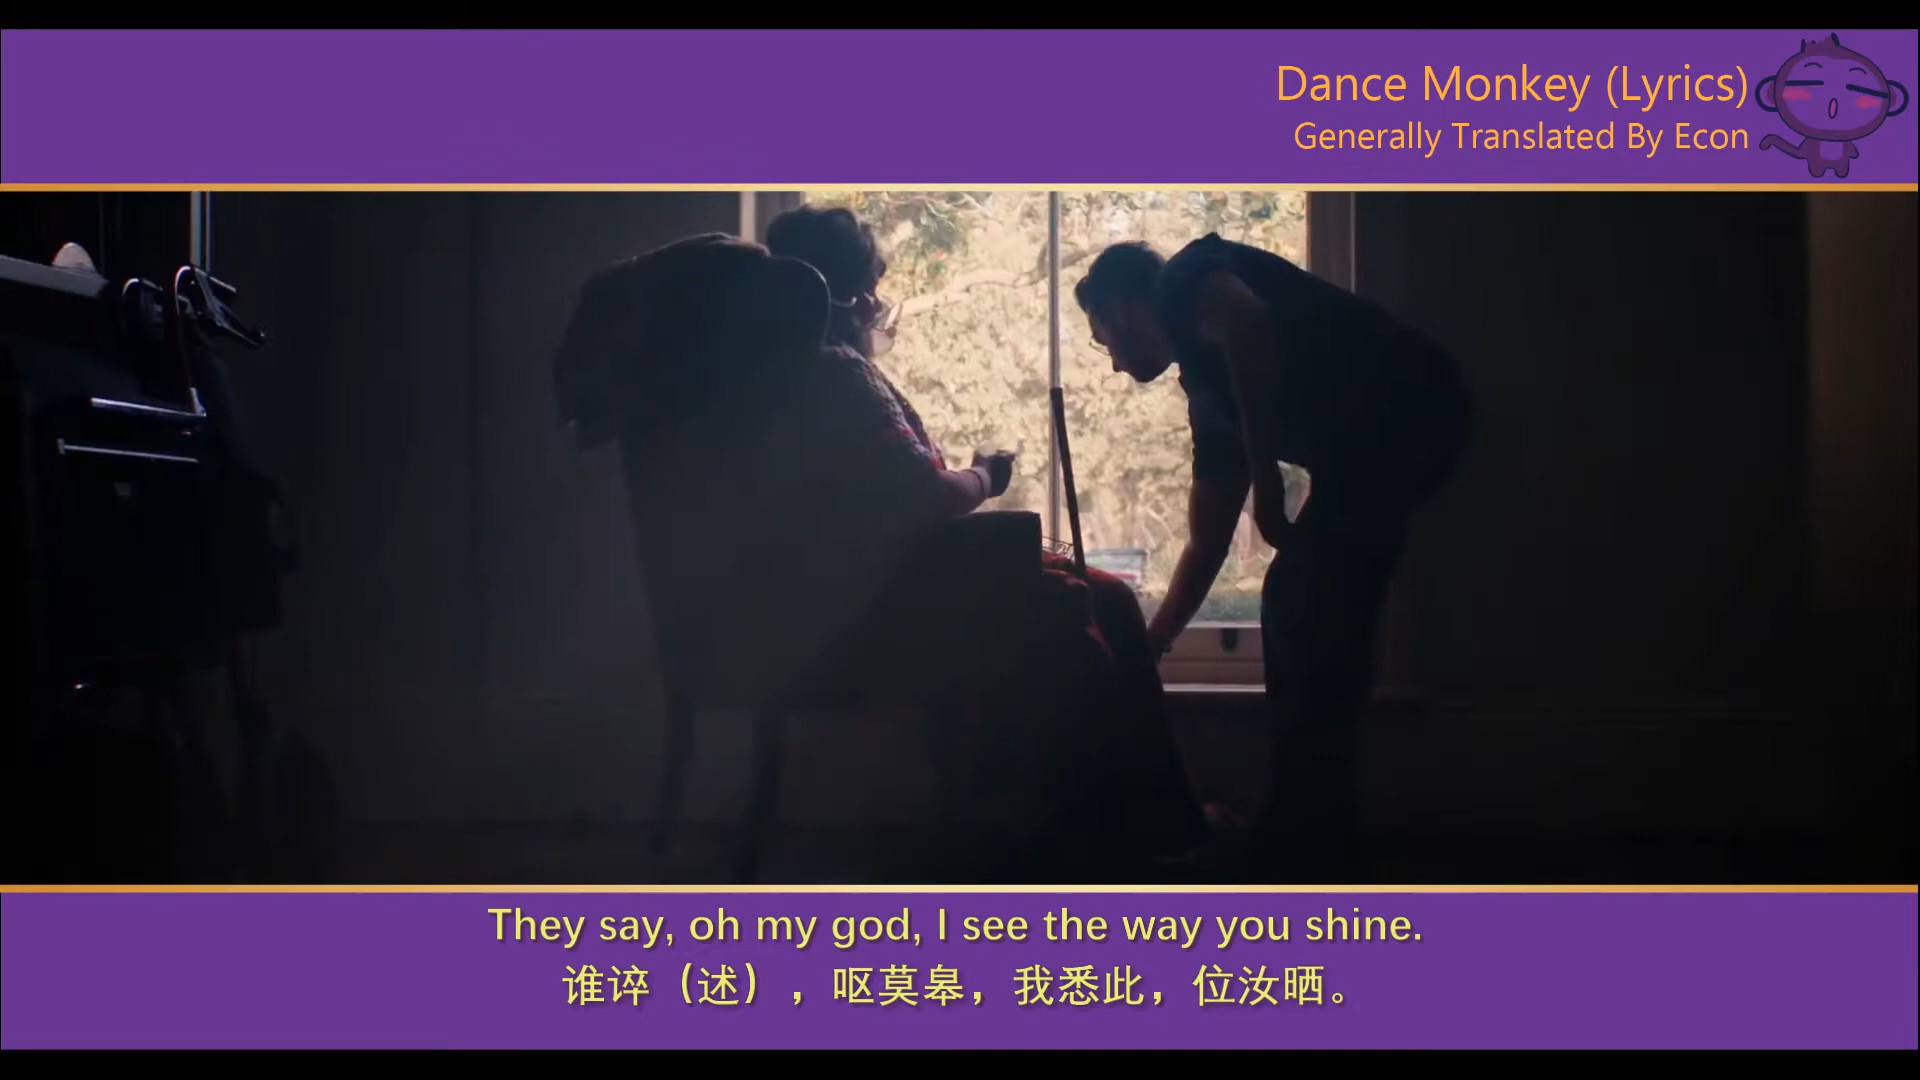 Dance Monkey (Lyrics)
Generally Translated By Econ
They say, oh my god, I see the way you shine.
谁谇（述），呕莫皋，我悉此，位汝晒。